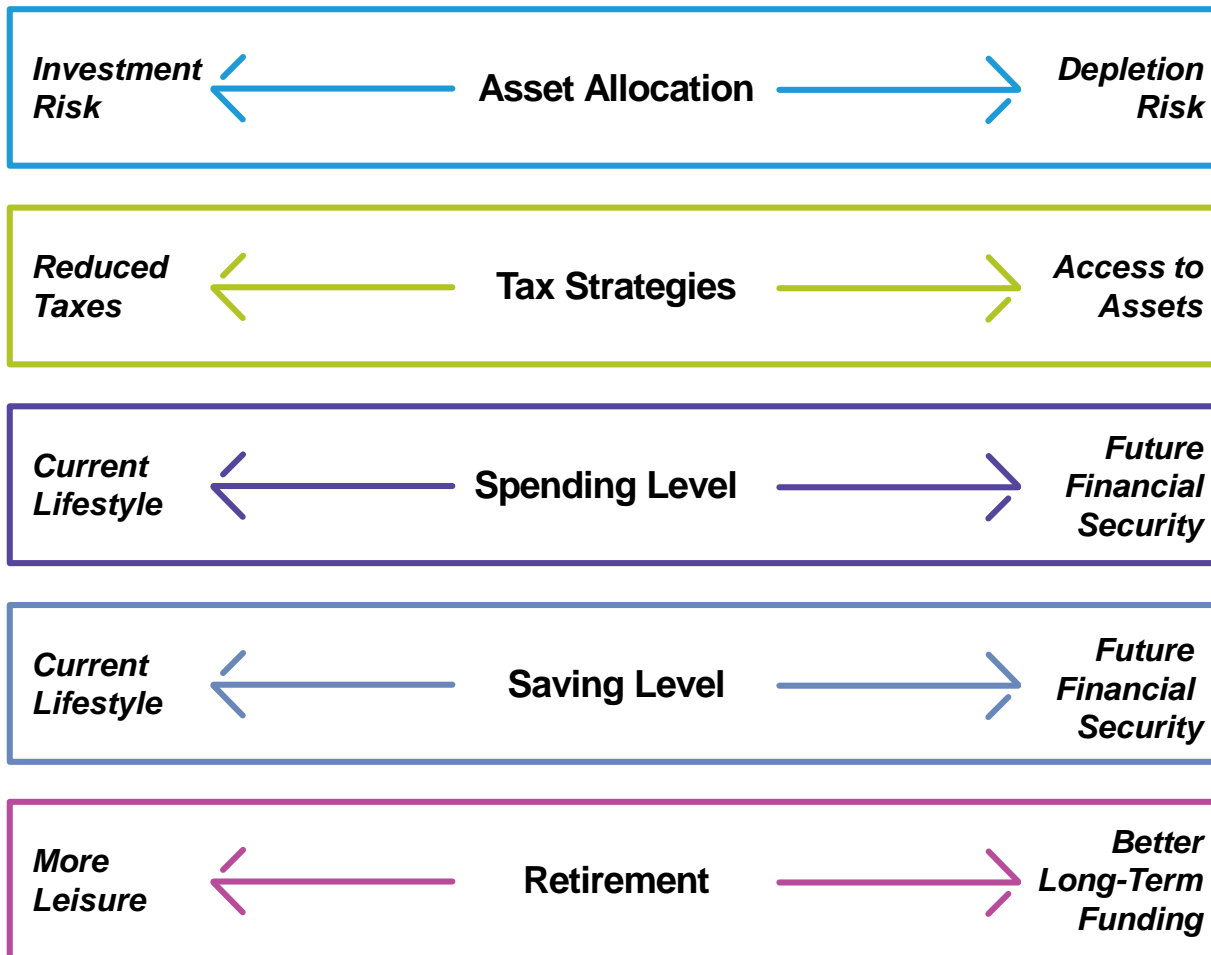 Investment
Risk
Asset Allocation
Depletion
Risk
Reduced
Taxes
Tax Strategies
Access to
Assets
Current
Lifestyle
Spending Level
Future
Financial
Security
Current
Lifestyle
Saving Level
Future
Financial
Security
More
Leisure
Retirement
Better
Long-Term
Funding